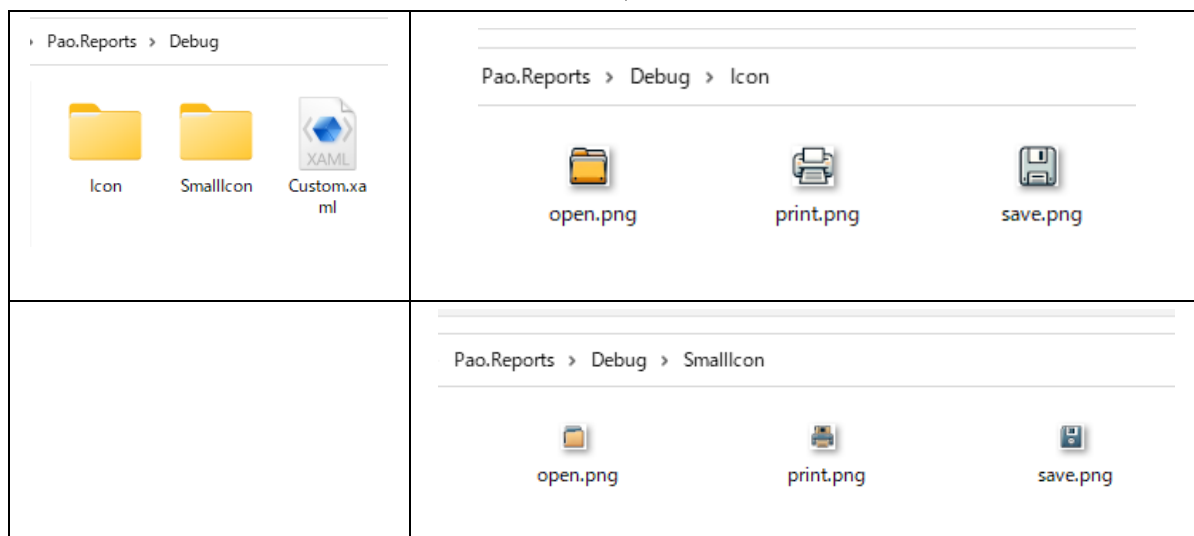 › Pao.Reports › Debug
XAML
Icon
SmallIcon
Custom.xa
ml
Pao.Reports › Debug › Icon
open.png
print.png
save.png
Pao.Reports › Debug › SmallIcon
open.png
print.png
save.png